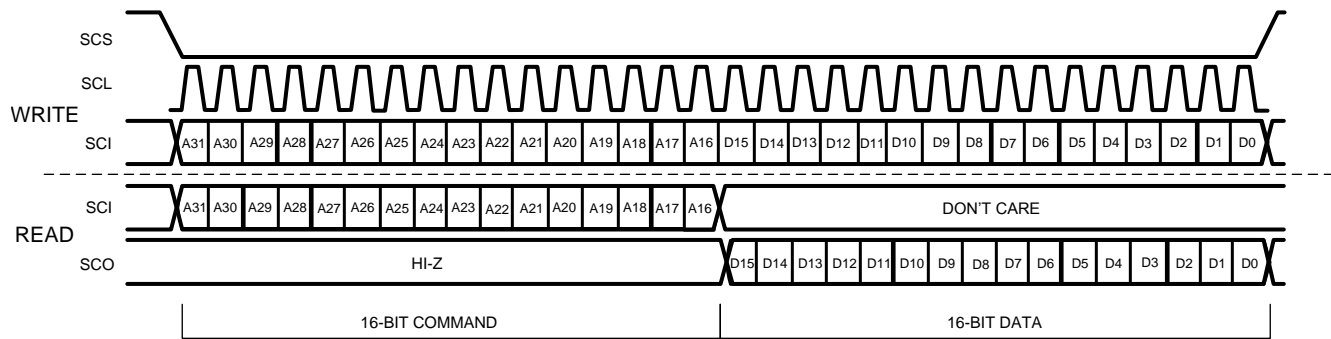 SCS
SCL
WRITE
SCI A31 A30 A29 A28 A27 A26 A25 A24 A23 A22 A21 A20 A19 A18 A17 A16 D15 D14 D13 D12 D11 D10 D9 D8 D7 D6 D5 D4 D3 D2 D1 D0
SCI A31 A30 A29 A28 A27 A26 A25 A24 A23 A22 A21 A20 A19 A18 A17 A16 DON'T CARE
READ
SCO HI-Z D15 D14 D13 D12 D11 D10 D9 D8 D7 D6 D5 D4 D3 D2 D1 D0
16-BIT COMMAND 16-BIT DATA